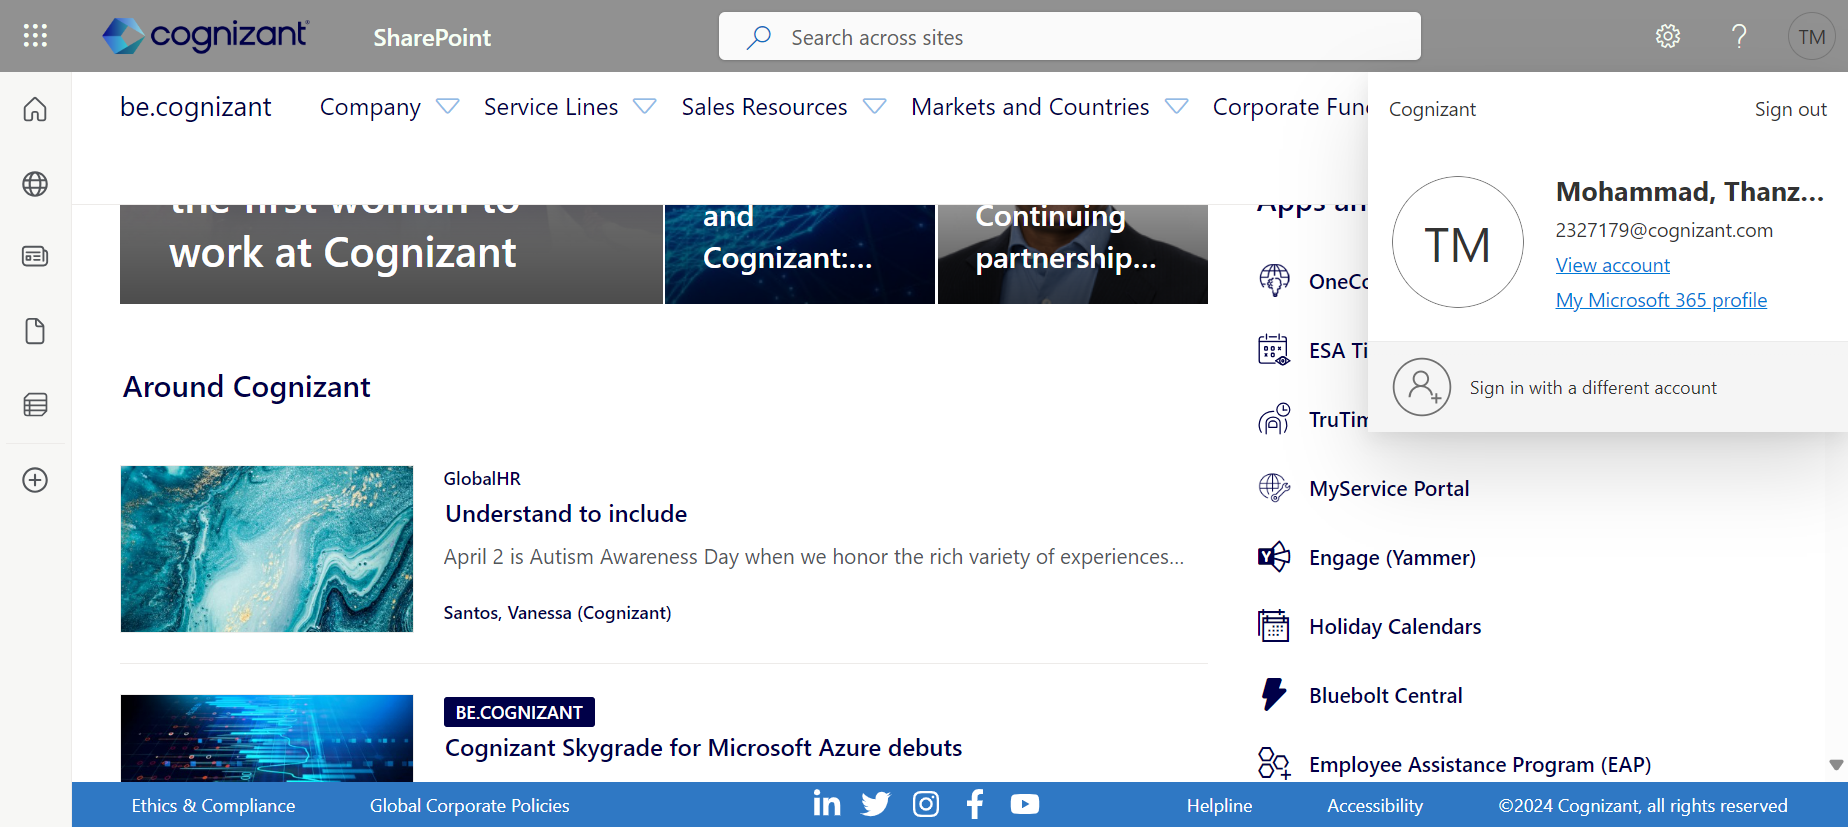 cognizant
SharePoint
Search across sites
TM
be.cognizant
Company
Service Lines
Sales Resources
Markets and Countries
Corporate Fun
Cognizant
Sign out
TM
Mohammad, Thanz...
2327179@cognizant.com
View account
My Microsoft 365 profile
Sign in with a different account
the first woman to
work at Cognizant
and
Cognizant:...
Continuing
partnership...
Around Cognizant
GlobalHR
Understand to include
April 2 is Autism Awareness Day when we honor the rich variety of experiences...
Santos, Vanessa (Cognizant)
BE.COGNIZANT
Cognizant Skygrade for Microsoft Azure debuts
Apps an
OneCo
ESA Ti
TruTim
MyService Portal
Engage (Yammer)
Holiday Calendars
Bluebolt Central
Employee Assistance Program (EAP)
Ethics & Compliance
Global Corporate Policies
Helpline
Accessibility
©2024 Cognizant, all rights reserved